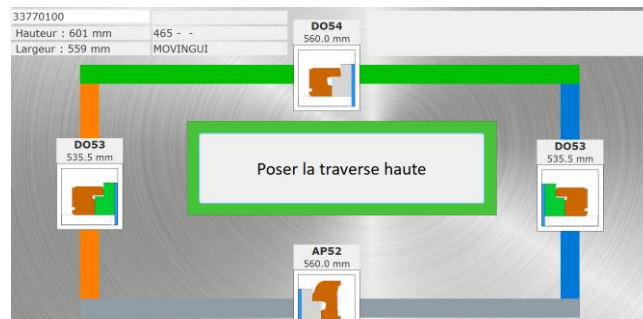 33770100
Hauteur : 601 mm
465 - -
Largeur : 559 mm
MOVINGUI
DO54
560.0 mm
DO53
535.5 mm
DO53
535.5 mm
Poser la traverse haute
AP52
560.0 mm